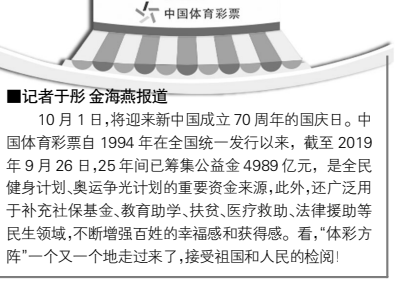 中国体育彩票
■记者于彤 金海燕报道
10月1日,将迎来新中国成立70周年的国庆日。中
国体育彩票自1994年在全国统一发行以来，截至2019
年9月26日,25年间已筹集公益金4989亿元，是全民
健身计划、奥运争光计划的重要资金来源,此外,还广泛用
于补充社保基金、教育助学、扶贫、医疗救助、法律援助等
民生领域,不断增强百姓的幸福感和获得感。看,“体彩方
阵”一个又一个地走过来了,接受祖国和人民的检阅!